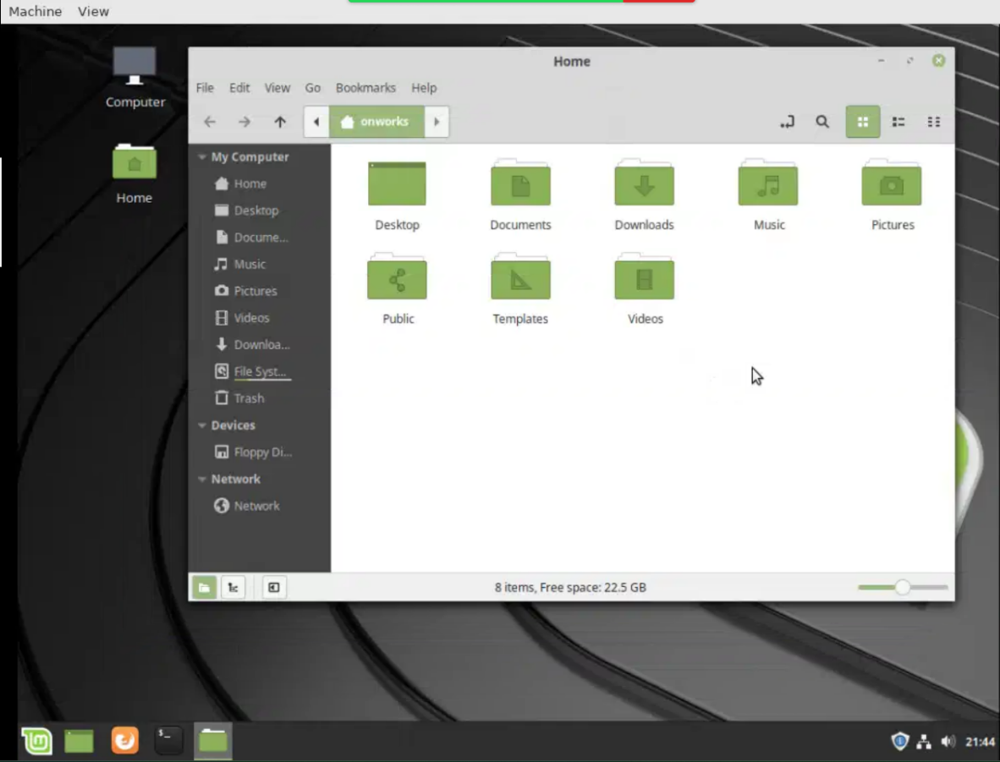 Machine View
Computer
Home
Home
File Edit View Go Bookmarks Help
onworks
My Computer
Home
Desktop
Docume...
Music
Pictures
Videos
Downloa...
File Syst...
Trash
Devices
Floppy Di...
Network
Network
Desktop Documents Downloads Music Pictures
Public Templates Videos
8 items, Free space: 22.5 GB
$_
21:44